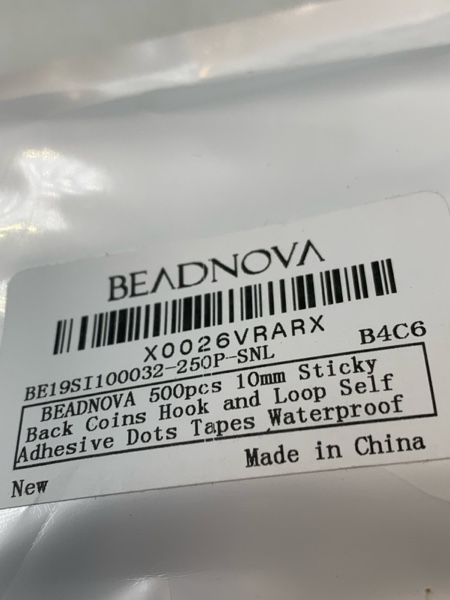 BEADNOVA
X0026VRARX
BE19SI100032-250P-SNL B4C6
BEADNOVA 500pcs 10mm Sticky
Back Coins Hook and Loop Self
Adhesive Dots Tapes Waterproof
New Made in China